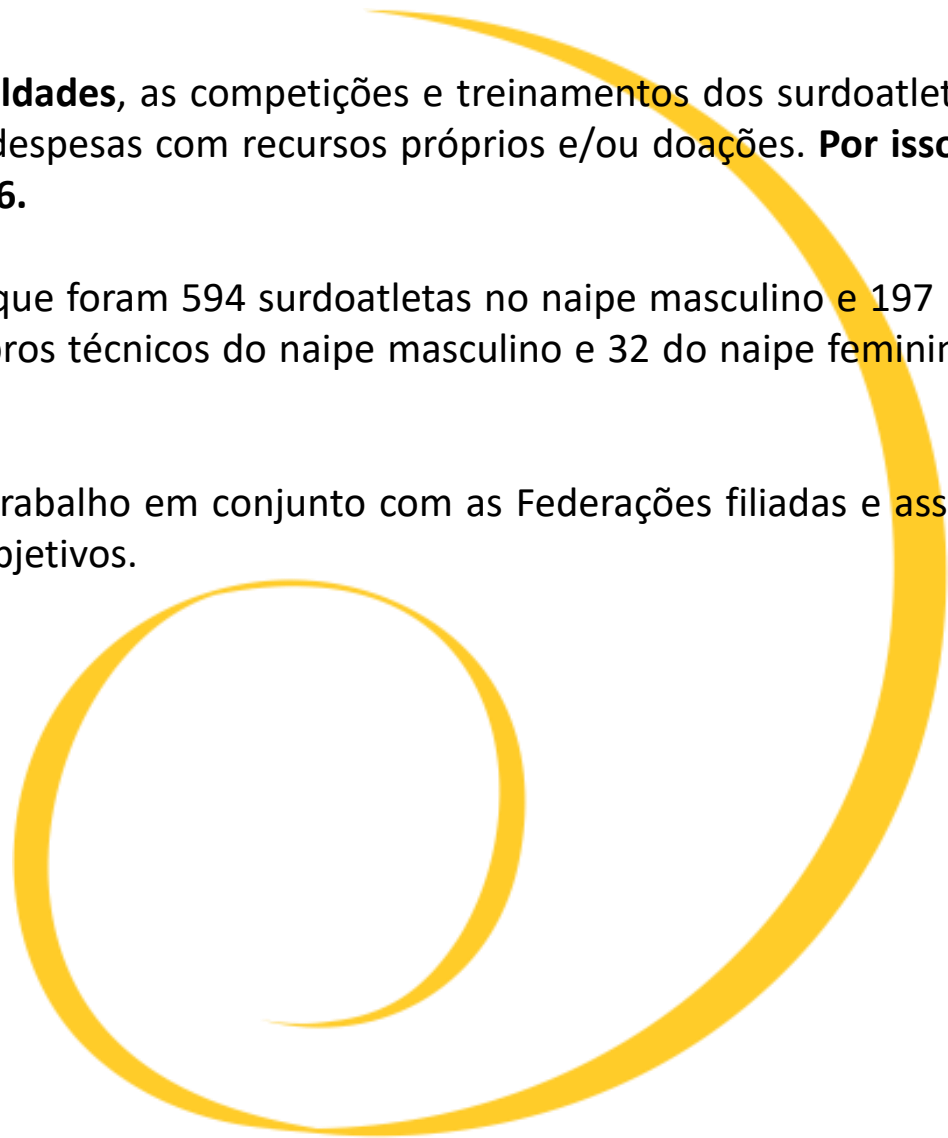 ldades, as competições e treinamentos dos surdoatlet
despesas com recursos próprios e/ou doações. Por isso
6.
que foram 594 surdoatletas no naipe masculino e 197
oros técnicos do naipe masculino e 32 do naipe feminin
rabalho em conjunto com as Federações filiadas e ass
ojetivos.